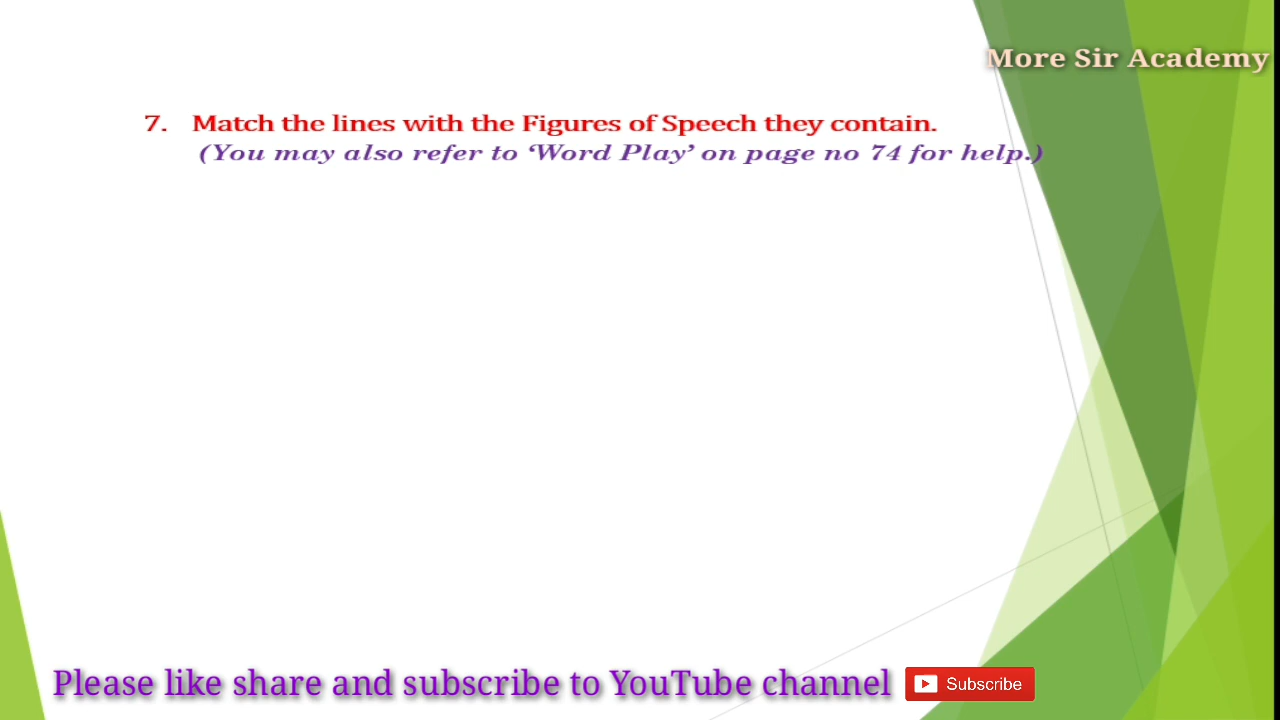 More Sir Academy
7. Match the lines with the Figures of Speech they contain.
(You may also refer to ‘Word Play’ on page no 74 for help.)
Please like share and subscribe to YouTube channel Subscribe